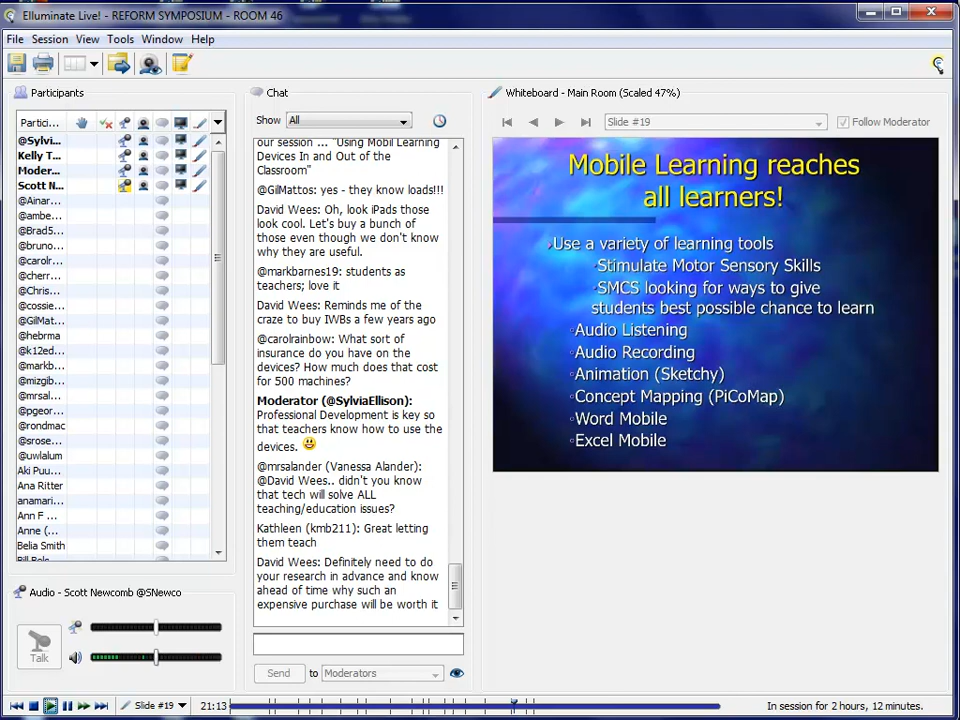 Elluminate Live! - REFORM SYMPOSIUM - ROOM 46
File Session View Tools Window Help
Participants
Partici...
@Sylvi...
Kelly T...
Moder...
Scott N...
@Ainar...
@ambe...
@Brad5...
@bruno...
@carolr...
@cherr...
@Chris...
@cossie...
@GilMat...
@hebrma
@k12ed...
@markb...
@mizgib...
@mrsal...
@pgeor...
@rondmac
@srose...
@uwlalum
Aki Puu...
Ana Ritter
anamari...
Ann F ...
Anne (...
Belia Smith
Audio - Scott Newcomb @SNewco
Talk
Chat
Show All
our session ... "Using Mobil Learning
Devices In and Out of the
Classroom"
@GilMattos: yes - they know loads!!!
David Wees: Oh, look iPads those
look cool. Let's buy a bunch of
those even though we don't know
why they are useful.
@markbarnes19: students as
teachers; love it
David Wees: Reminds me of the
craze to buy IWBs a few years ago
@carolrainbow: What sort of
insurance do you have on the
devices? How much does that cost
for 500 machines?
Moderator (@SylviaEllison):
Professional Development is key so
that teachers know how to use the
devices.
@mrsalander (Vanessa Alander):
@David Wees.. didn't you know
that tech will solve ALL
teaching/education issues?
Kathleen (kmb211): Great letting
them teach
David Wees: Definitely need to do
your research in advance and know
ahead of time why such an
expensive purchase will be worth it
Send to Moderators
Whiteboard - Main Room (Scaled 47%)
Slide #19 Follow Moderator
Mobile Learning reaches
all learners!
Use a variety of learning tools
Stimulate Motor Sensory Skills
SMCS looking for ways to give
students best possible chance to learn
Audio Listening
Audio Recording
Animation (Sketchy)
Concept Mapping (PiCoMap)
Word Mobile
Excel Mobile
Slide #19 21:13 In session for 2 hours, 12 minutes.